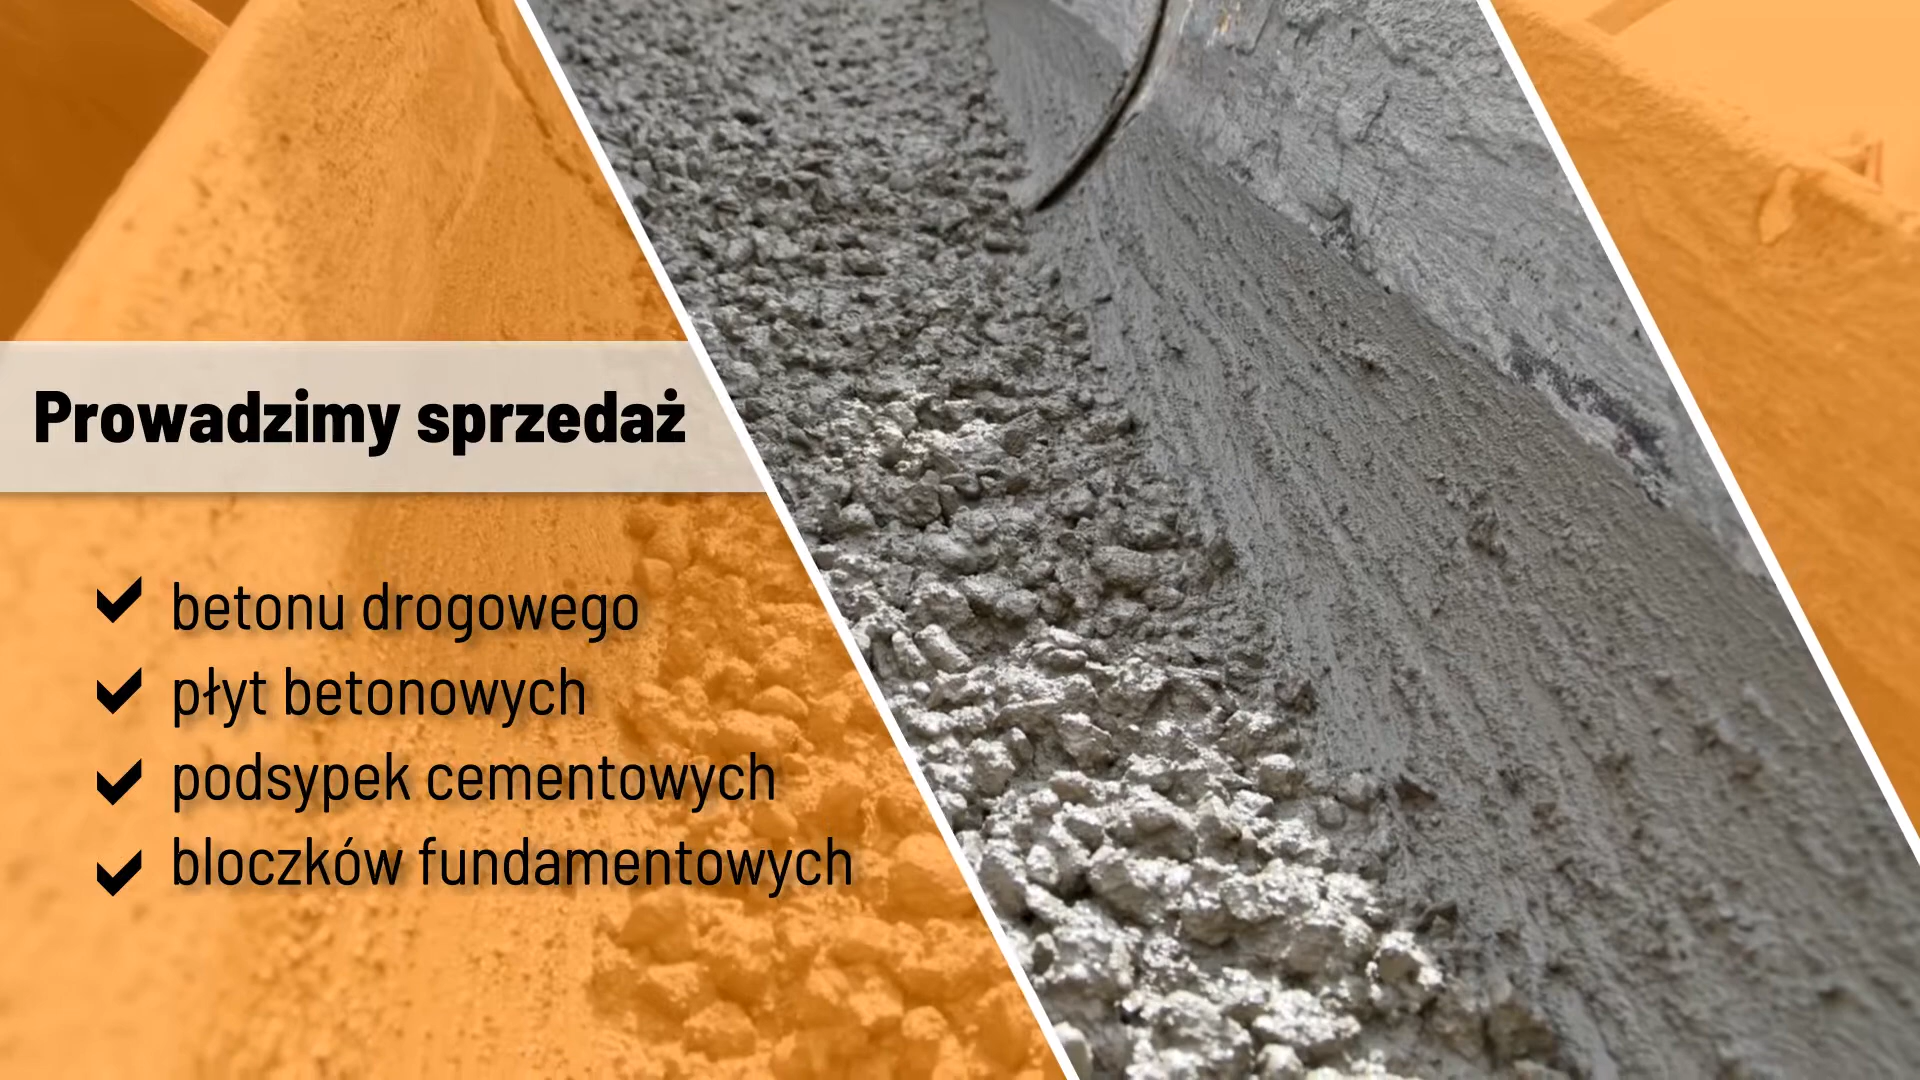 Prowadzimy sprzedaż
betonu drogowego
płyt betonowych
podsypek cementowych
bloczków fundamentowych